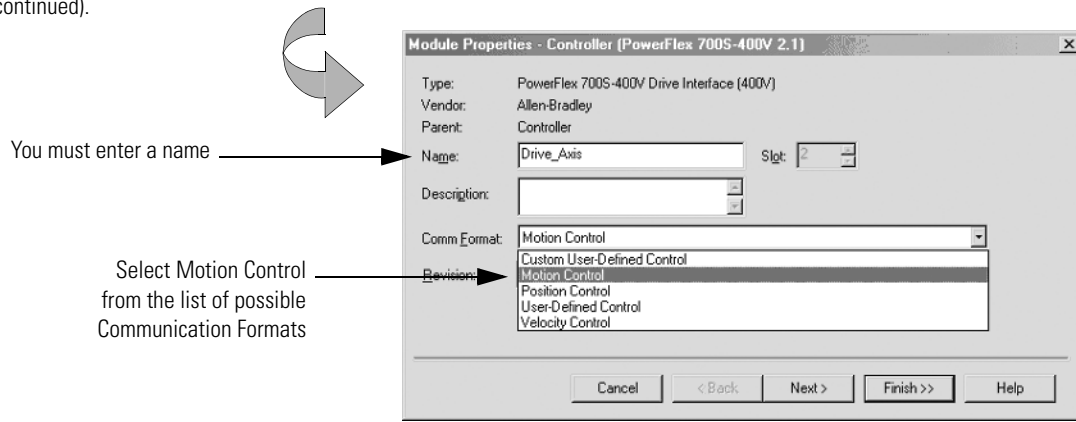 continued).
Module Properties - Controller (PowerFlex 700S-400V 2.1)
Type: PowerFlex 700S-400V Drive Interface (400V)
Vendor: Allen-Bradley
Parent: Controller
You must enter a name
Name: Drive_Axis Slot: 2
Description:
Comm Format: Motion Control
Custom User-Defined Control
Select Motion Control
from the list of possible
Communication Formats
Revision: Motion Control
Position Control
User-Defined Control
Velocity Control
Cancel < Back Next > Finish >> Help